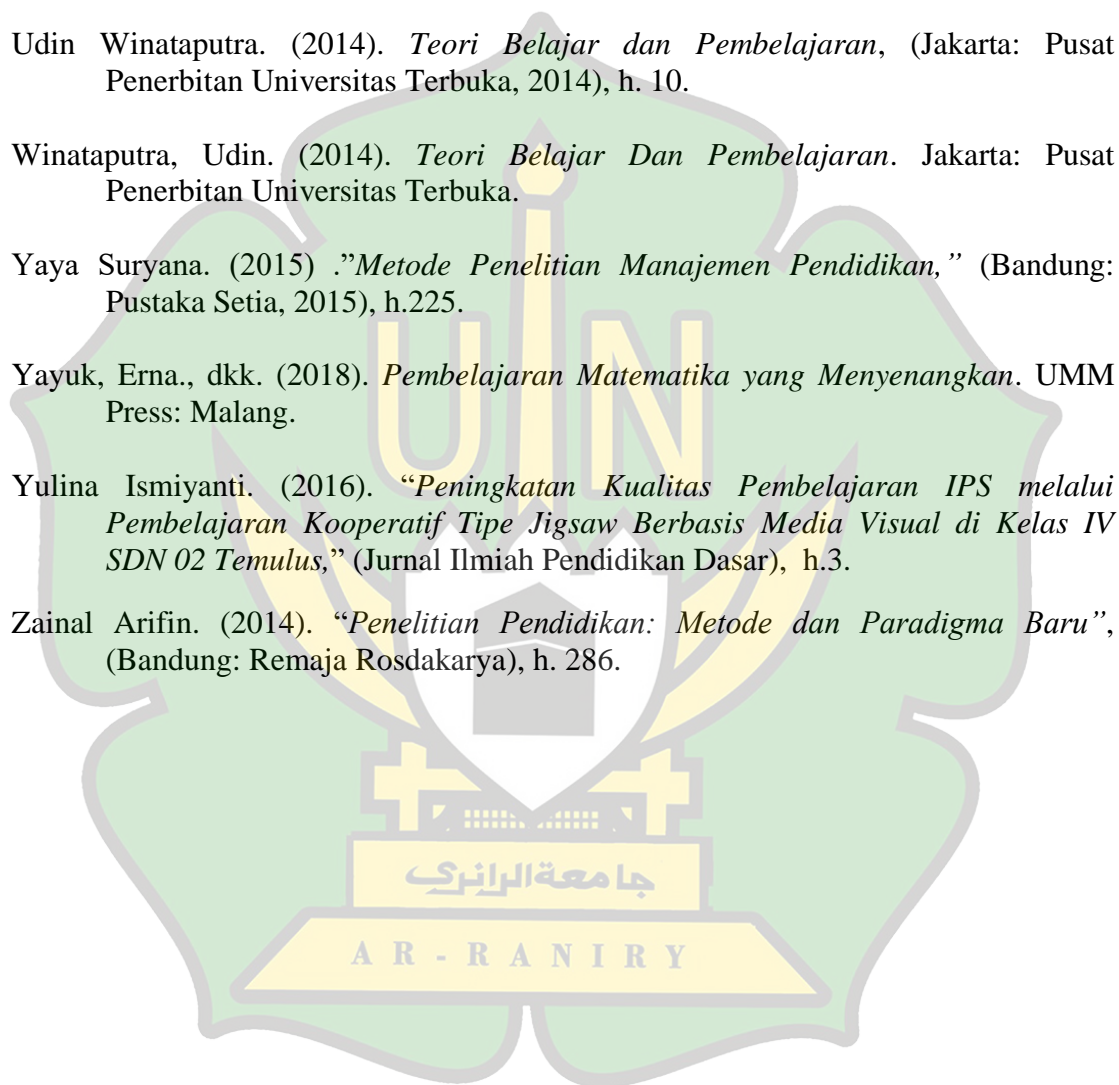 Udin Winataputra. (2014). Teori Belajar dan Pembelajaran, (Jakarta: Pusat
Penerbitan Universitas Terbuka, 2014), h. 10.
Winataputra, Udin. (2014). Teori Belajar Dan Pembelajaran. Jakarta: Pusat
Penerbitan Universitas Terbuka.
Yaya Suryana. (2015) .”Metode Penelitian Manajemen Pendidikan,” (Bandung:
Pustaka Setia, 2015), h.225.
Yayuk, Erna., dkk. (2018). Pembelajaran Matematika yang Menyenangkan. UMM
Press: Malang.
Yulina Ismiyanti. (2016). “Peningkatan Kualitas Pembelajaran IPS melalui
Pembelajaran Kooperatif Tipe Jigsaw Berbasis Media Visual di Kelas IV
SDN 02 Temulus,” (Jurnal Ilmiah Pendidikan Dasar), h.3.
Zainal Arifin. (2014). “Penelitian Pendidikan: Metode dan Paradigma Baru”,
(Bandung: Remaja Rosdakarya), h. 286.
UIN
جامعة الرانري
AR-RANIRY